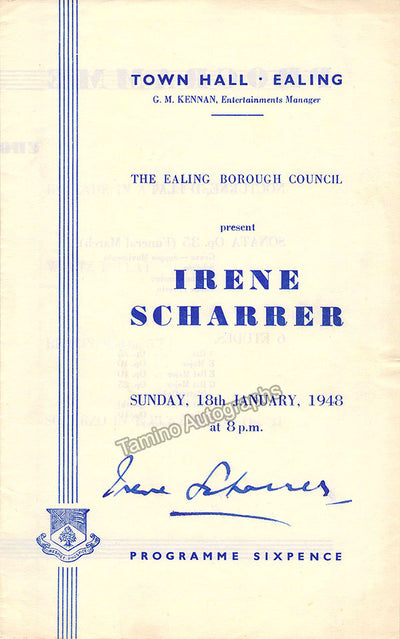 TOWN HALL · EALING
G. M. KENNAN, Entertainments Manager
THE EALING BOROUGH COUNCIL
present
IRENE
SCHARRER
SUNDAY, 18th JANUARY, 1948
at 8 p.m.
Tamino Autographs
Irene Scharrer
PROGRAMME SIXPENCE